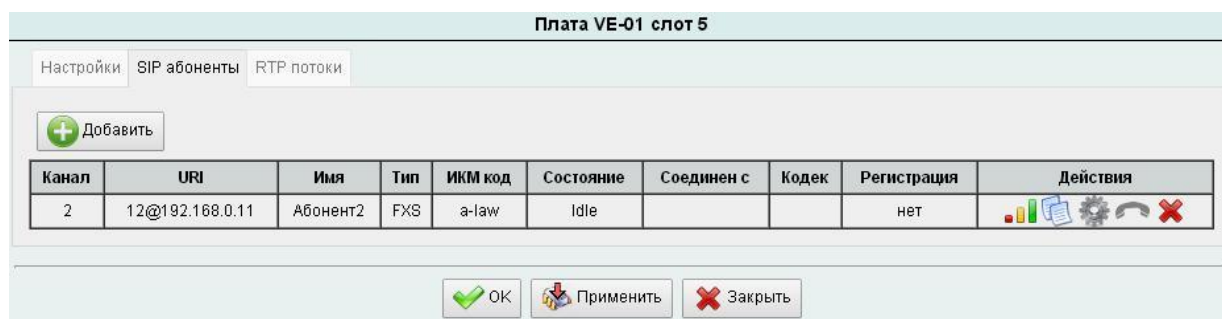 Плата VE-01 слот 5
Настройки SIP абоненты RTP потоки
Добавить
Канал URI Имя Тип ИКМ код Состояние Соединен с Кодек Регистрация Действия
2 12@192.168.0.11 Абонент2 FXS a-law Idle нет
OK Применить Закрыть